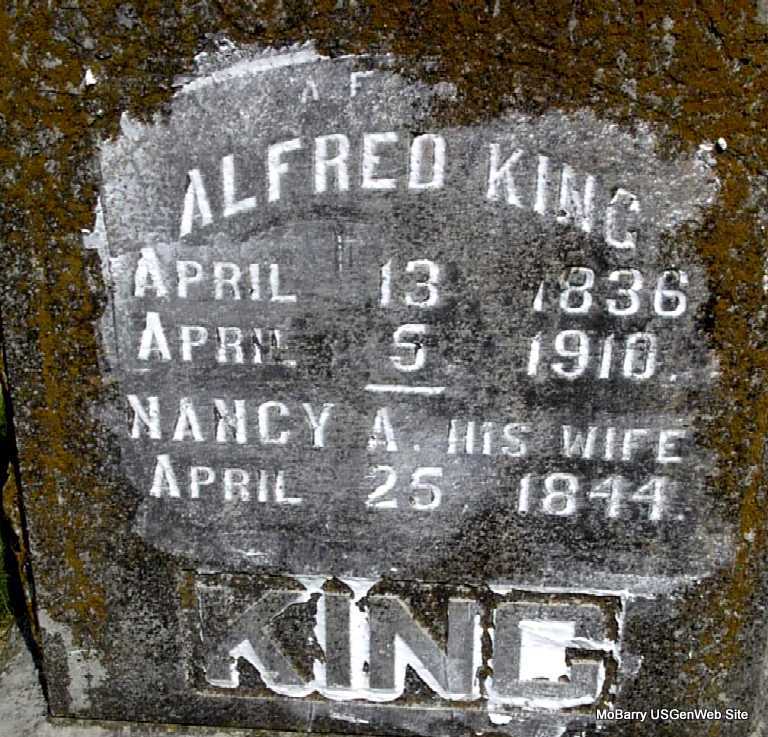 ALFRED KING
APRIL 13 1836
APRIL 5 1910.
NANCY A. HIS WIFE
APRIL 25, 1844.
KING
MoBarry USGenWeb Site